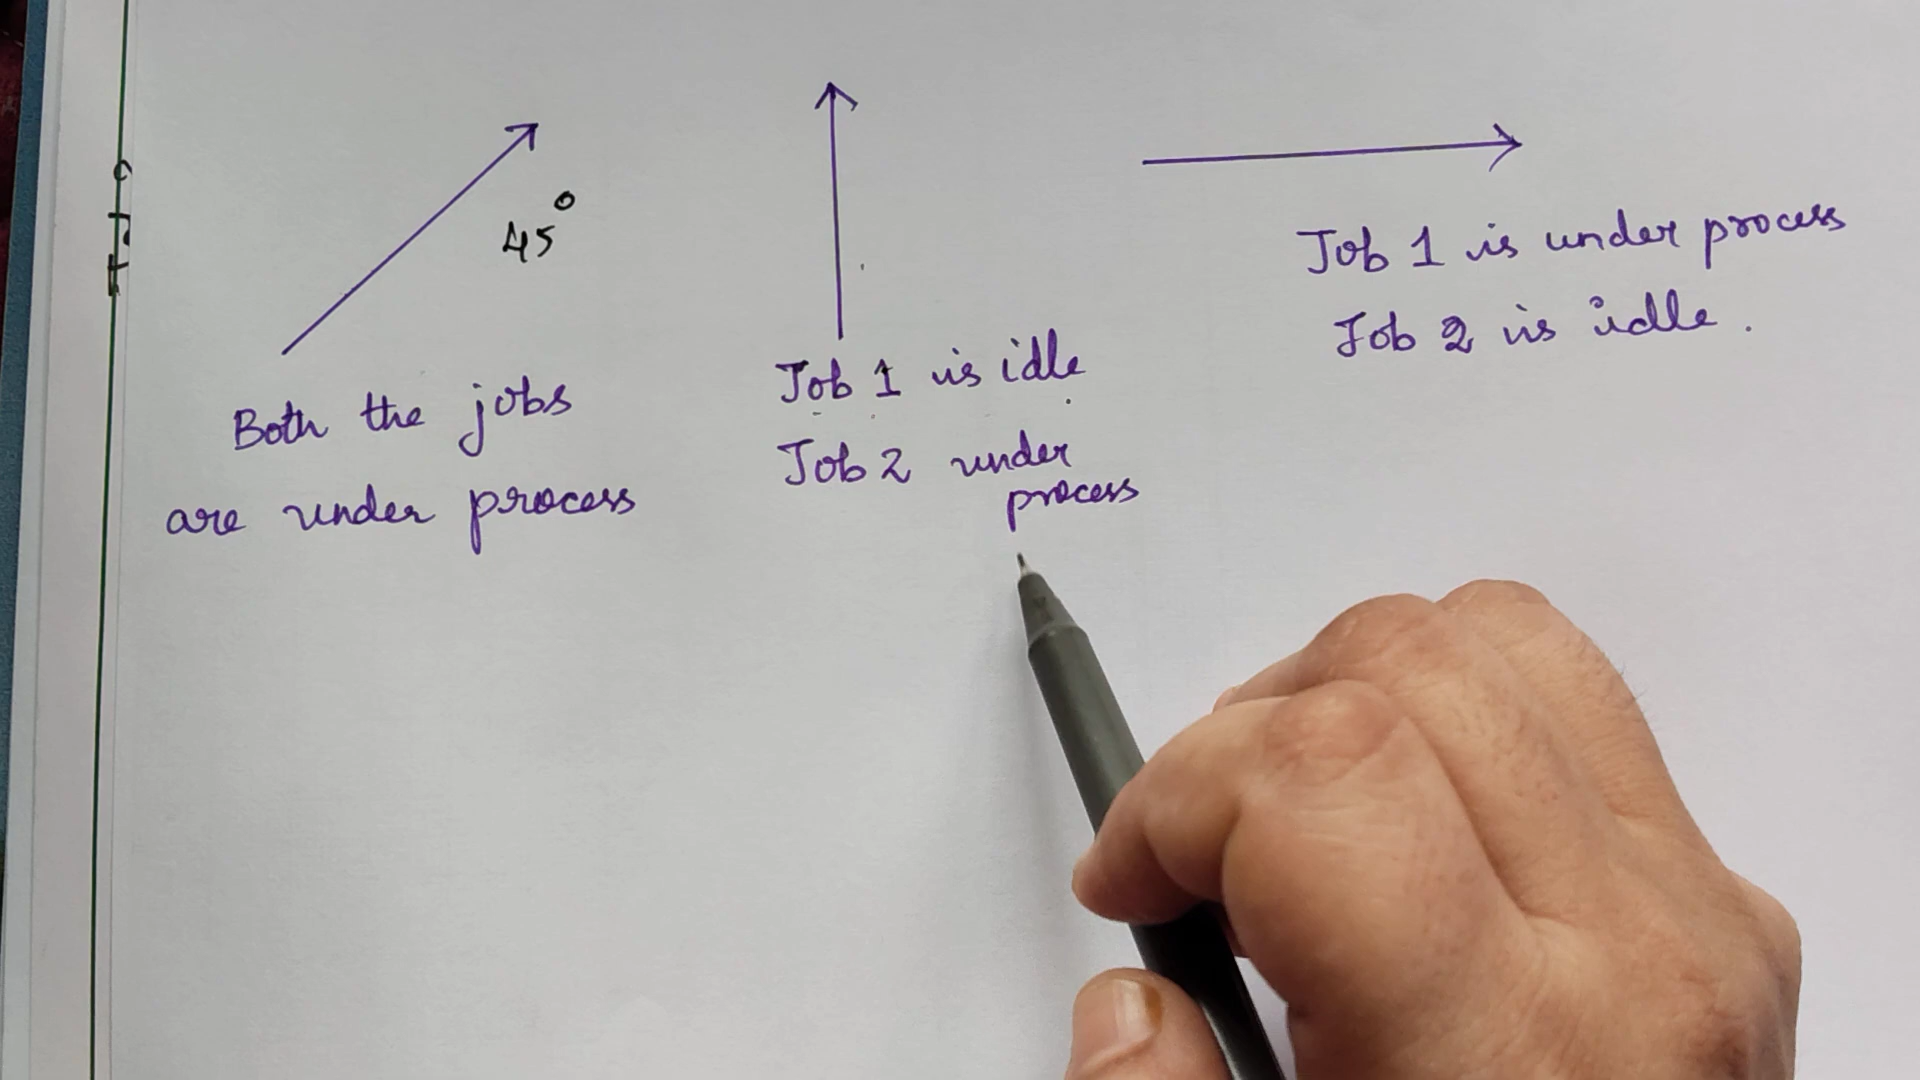 45°
Both the jobs
are under process
Job 1 is idle
Job 2 under
process
Job 1 is under process
Job 2 is idle.